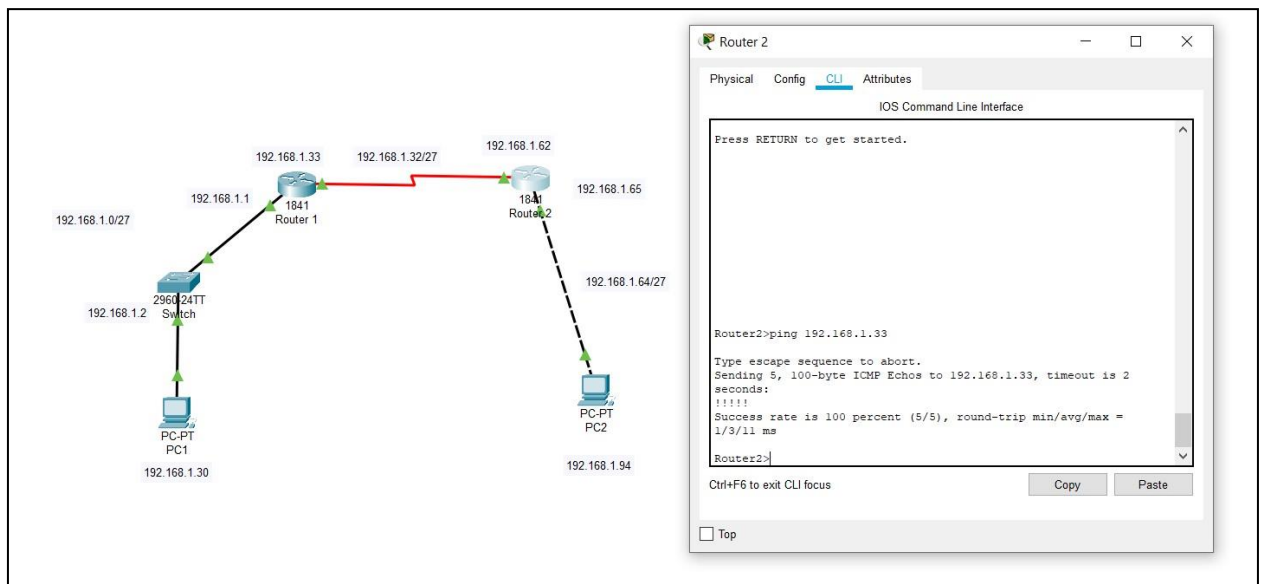 192.168.1.62
192.168.1.33
192.168.1.32/27
192.168.1.65
192.168.1.1
1841
Router 1
1841
Router 2
192.168.1.0/27
192.168.1.64/27
2960-24TT
Switch
192.168.1.2
PC-PT
PC1
192.168.1.30
PC-PT
PC2
192.168.1.94
Router 2
Physical Config CLI Attributes
IOS Command Line Interface
Press RETURN to get started.
Router2>ping 192.168.1.33
Type escape sequence to abort.
Sending 5, 100-byte ICMP Echos to 192.168.1.33, timeout is 2
seconds:
!!!!!
Success rate is 100 percent (5/5), round-trip min/avg/max =
1/3/11 ms
Router2>
Ctrl+F6 to exit CLI focus
Copy Paste
Top